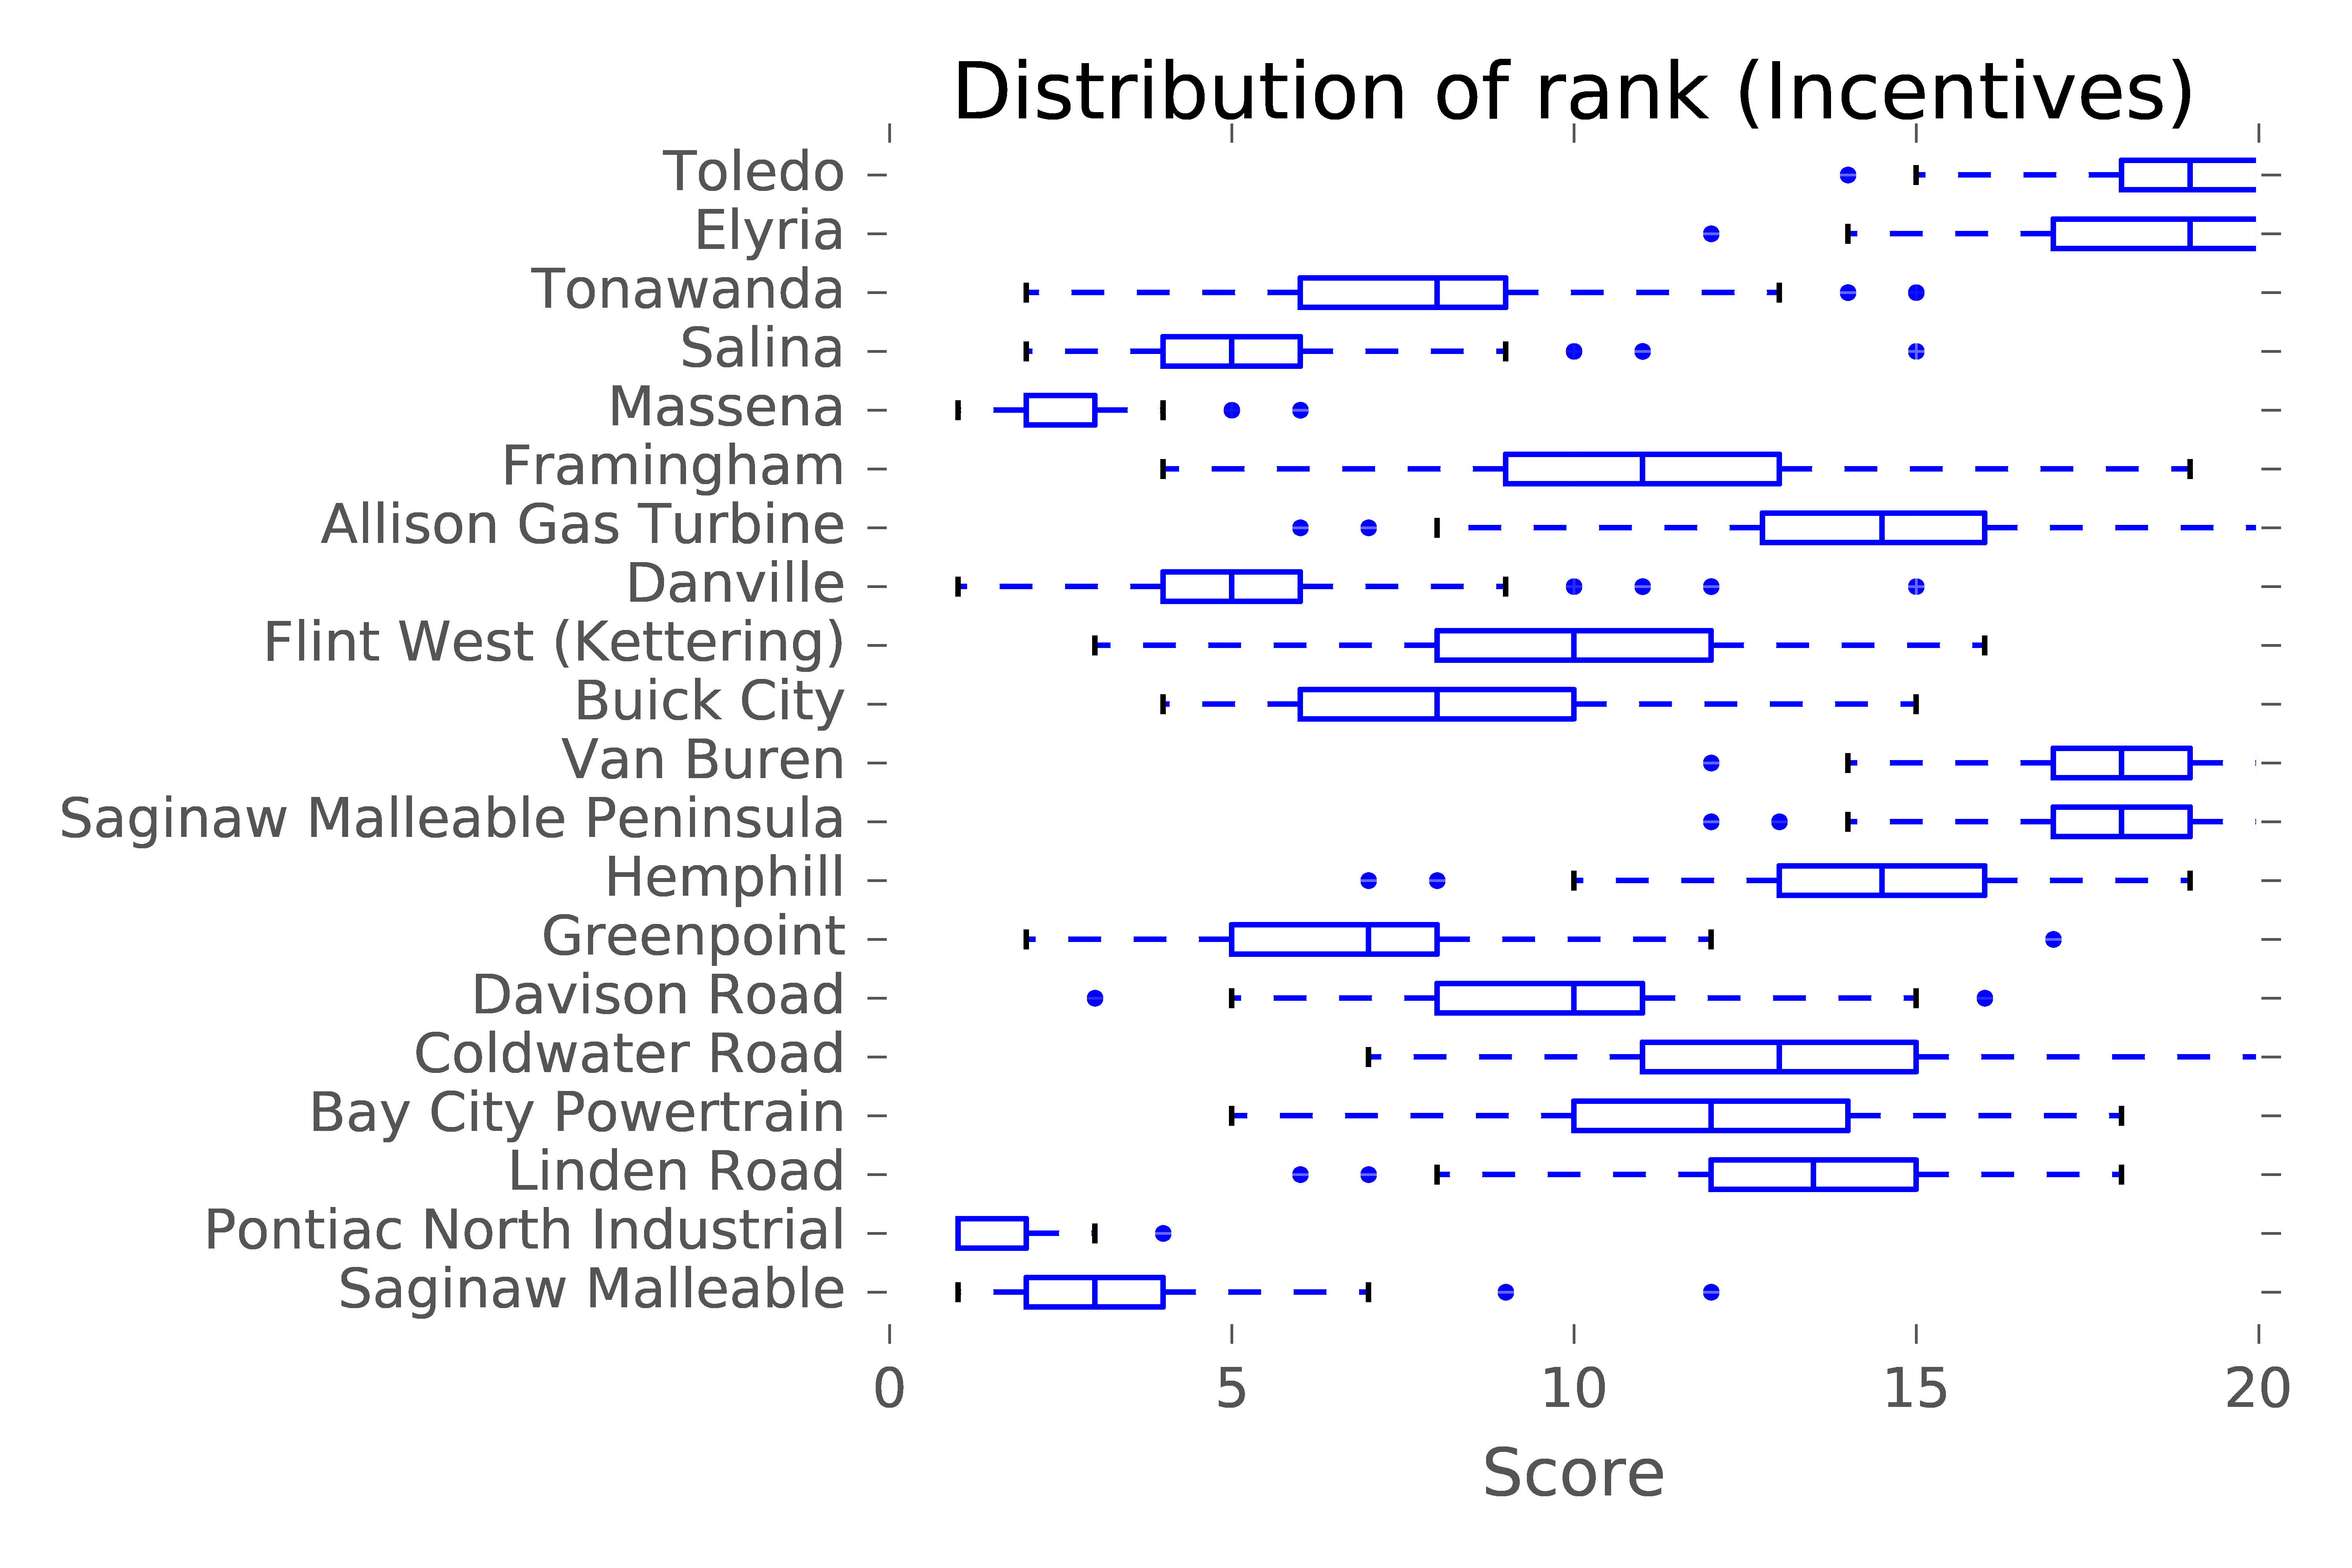 Distribution of rank (Incentives)
Toledo
Elyria
Tonawanda
Salina
Massena
Framingham
Allison Gas Turbine
Danville
Flint West (Kettering)
Buick City
Van Buren
Saginaw Malleable Peninsula
Hemphill
Greenpoint
Davison Road
Coldwater Road
Bay City Powertrain
Linden Road
Pontiac North Industrial
Saginaw Malleable
0 5 10 15 20
Score